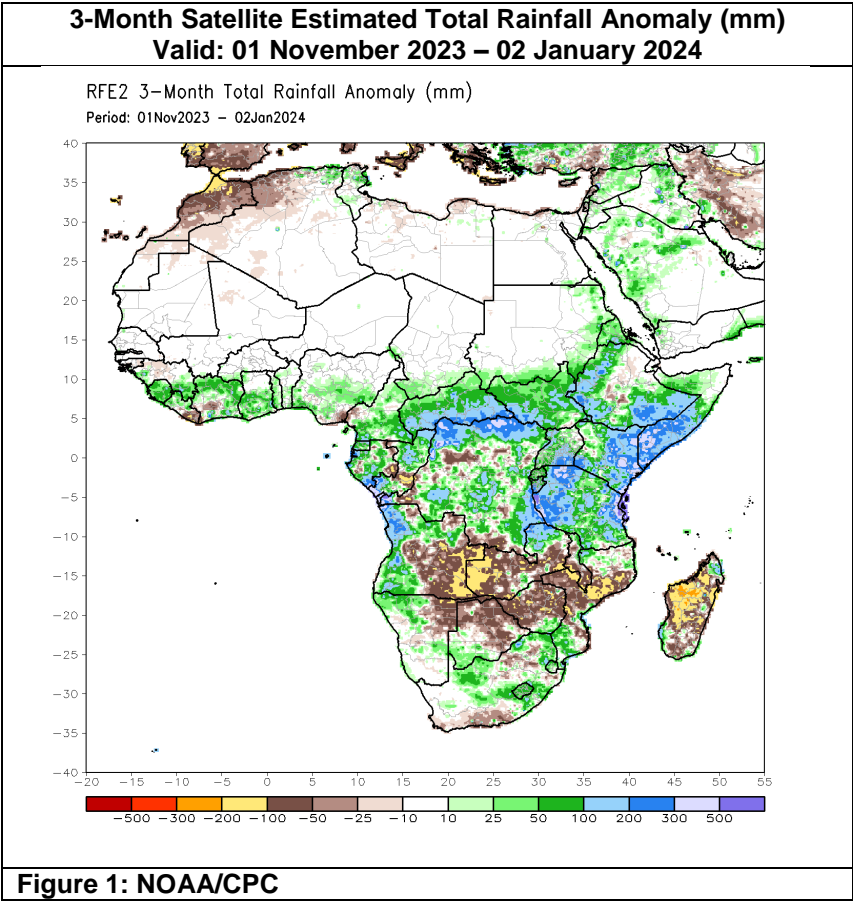 3-Month Satellite Estimated Total Rainfall Anomaly (mm)
Valid: 01 November 2023 – 02 January 2024
RFE2 3-Month Total Rainfall Anomaly (mm)
Period: 01Nov2023 - 02Jan2024
40
35
30
25
20
15
10
5
0
-5
-10
-15
-20
-25
-30
-35
-40
-20 -15 -10 -5 0 5 10 15 20 25 30 35 40 45 50 55
-500 -300 -200 -100 -50 -25 -10 10 25 50 100 200 300 500
Figure 1: NOAA/CPC